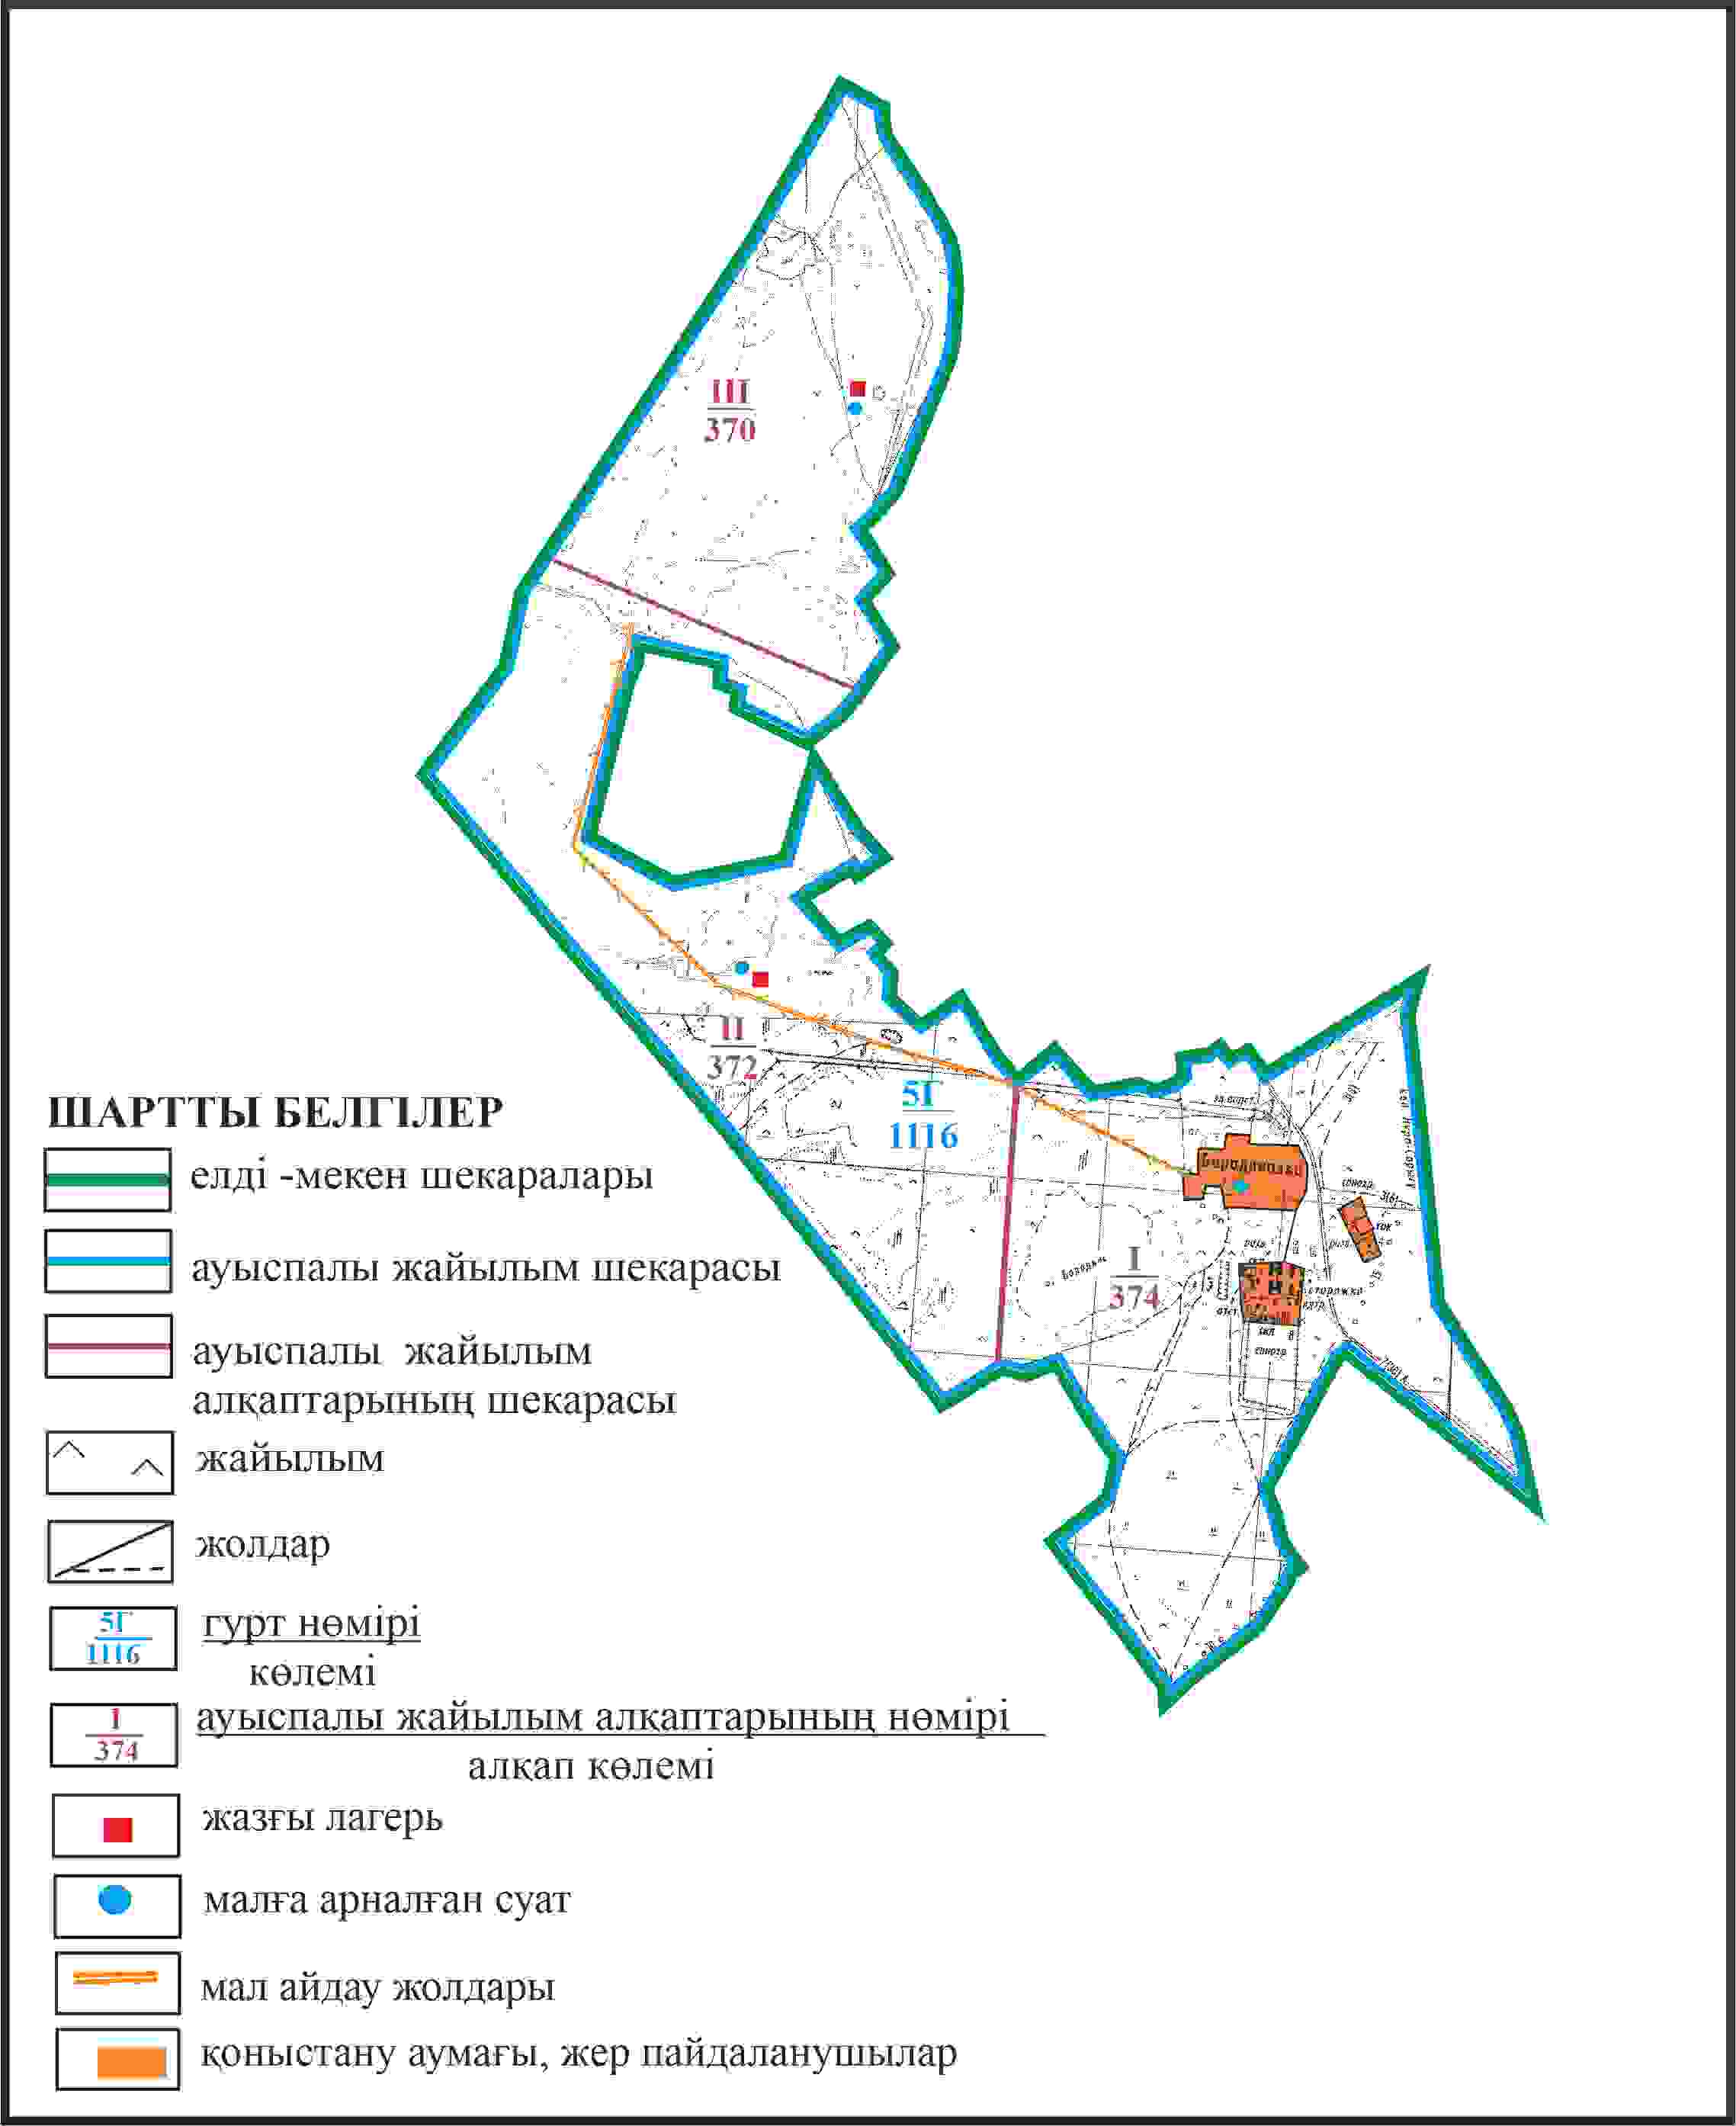 III
370
II
372
5Г
1116
I
374
ШАРТТЫ БЕЛГІЛЕР
елді -мекен шекаралары
ауыспалы жайылым шекарасы
ауыспалы жайылым
алқаптарының шекарасы
жайылым
жолдар
5Г
1116
гурт нөмірі
көлемі
I
374
ауыспалы жайылым алқаптарының нөмірі
алқап көлемі
жазғы лагерь
малға арналған суат
мал айдау жолдары
қоныстану аумағы, жер пайдаланушылар